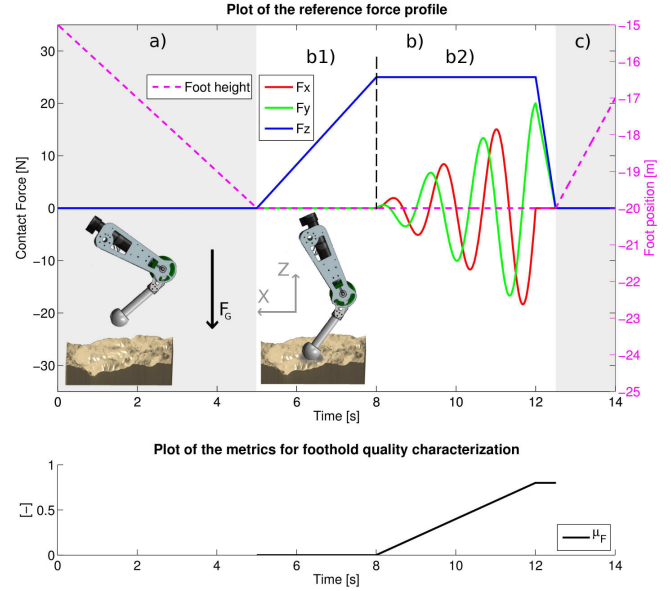 Plot of the reference force profile
a) b1) b) b2) c)
Foot height
Fx
Fy
Fz
35
30
20
10
0
−10
−20
−30
Contact Force [N]
−15
−16
−17
−18
−19
−20
−21
−22
−23
−24
−25
Foot position [m]
F_G
Z
X
0 2 4 6 8 10 12 14
Time [s]
Plot of the metrics for foothold quality characterization
1
0.5
0
[-]
μ_F
0 2 4 6 8 10 12 14
Time [s]